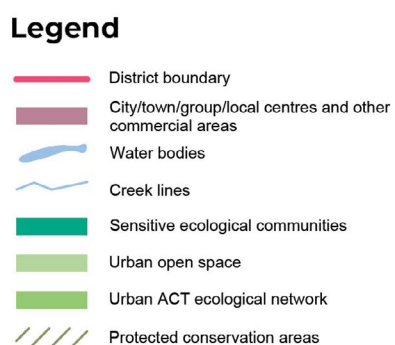 Legend
District boundary
City/town/group/local centres and other
commercial areas
Water bodies
Creek lines
Sensitive ecological communities
Urban open space
Urban ACT ecological network
Protected conservation areas